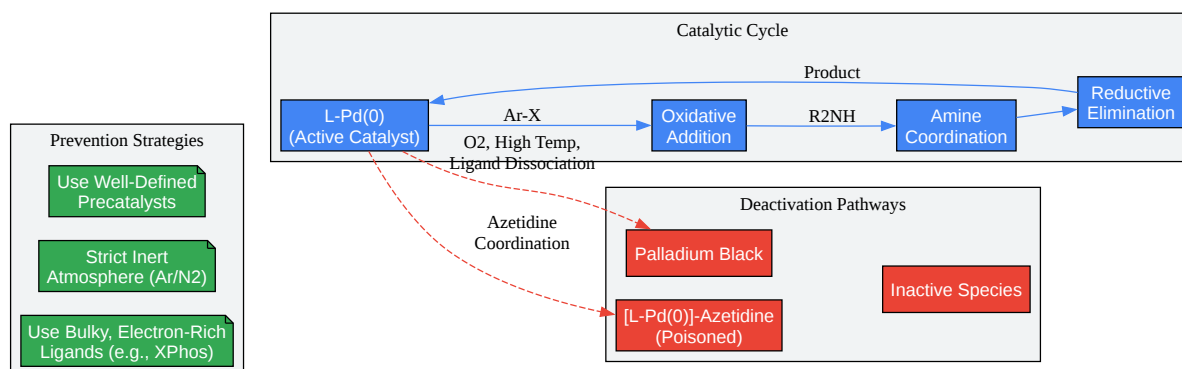 Catalytic Cycle
Product
L-Pd(0)
(Active Catalyst)
Ar-X
Oxidative
Addition
R2NH
Amine
Coordination
Reductive
Elimination
O2, High Temp,
Ligand Dissociation
Azetidine
Coordination
Prevention Strategies
Use Well-Defined
Precatalysts
Strict Inert
Atmosphere (Ar/N2)
Use Bulky, Electron-Rich
Ligands (e.g., XPhos)
Deactivation Pathways
Palladium Black
Inactive Species
[L-Pd(0)]-Azetidine
(Poisoned)